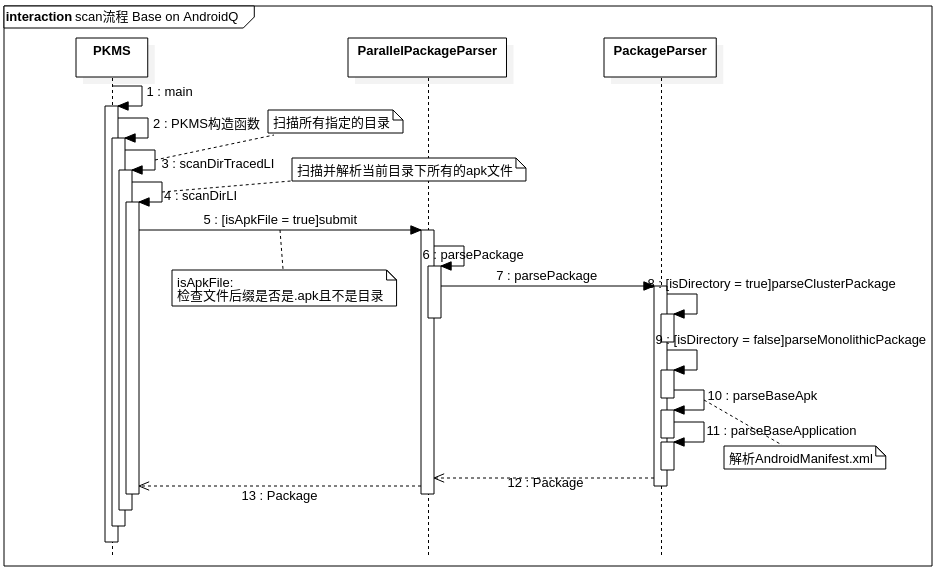 interaction scan流程 Base on AndroidQ
PKMS
ParallelPackageParser
PackageParser
1 : main
2 : PKMS构造函数
扫描所有指定的目录
3 : scanDirTracedLI
扫描并解析当前目录下所有的apk文件
4 : scanDirLI
5 : [isApkFile = true]submit
6 : parsePackage
isApkFile:
检查文件后缀是否是.apk且不是目录
7 : parsePackage
8 : [isDirectory = true]parseClusterPackage
9 : [isDirectory = false]parseMonolithicPackage
10 : parseBaseApk
11 : parseBaseApplication
解析AndroidManifest.xml
12 : Package
13 : Package